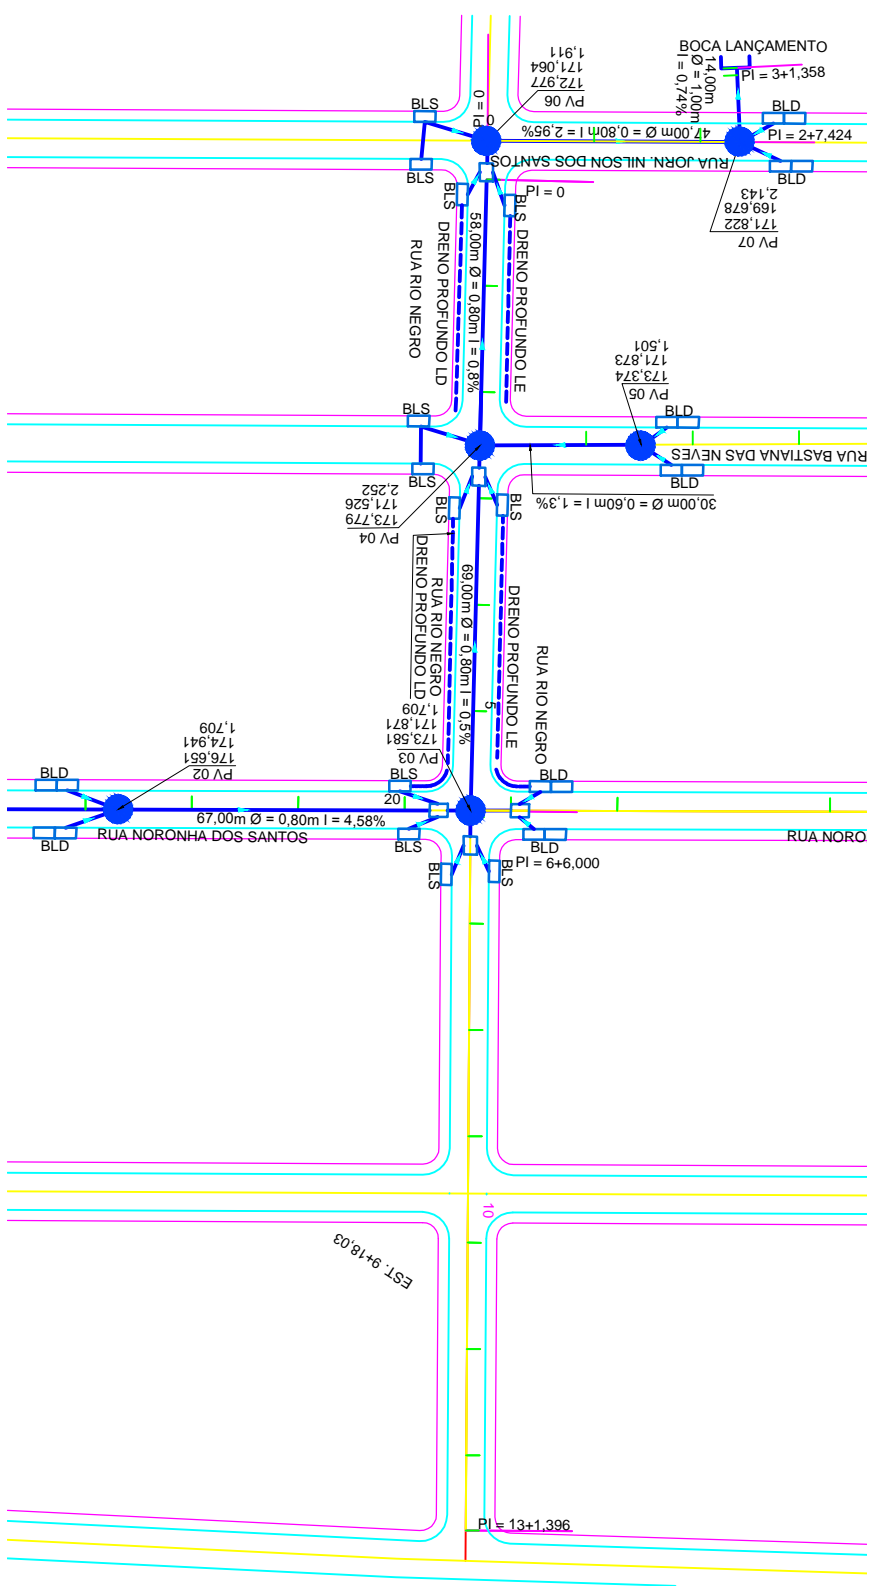 BOCA LANÇAMENTO
PI = 3+1,358
14,00m
Ø = 1,00m
I = 0,74%
BLD
PI = 2+7,424
BLD
PV 06
172,977
171,064
1,911
PI = 0
0
BLS
BLS
47,00m Ø = 0,80m I = 2,95%
RUA JORN. NILSON DOS SANTOS
PI = 0
PV 07
171,822
169,678
2,143
BLS
BLS
58,00m Ø = 0,80m I = 0,8%
DRENO PROFUNDO LE
DRENO PROFUNDO LD
RUA RIO NEGRO
PV 05
173,374
171,873
1,501
BLS
BLS
BLD
BLD
RUA BASTIANA DAS NEVES
30,00m Ø = 0,60m I = 1,3%
PV 04
173,779
171,526
2,252
BLS
BLS
69,00m Ø = 0,80m I = 0,5%
DRENO PROFUNDO LE
RUA RIO NEGRO
RUA RIO NEGRO
DRENO PROFUNDO LD
5
PV 03
173,581
171,871
1,709
PV 02
176,651
174,941
1,709
BLD
BLD
BLS
20
BLS
BLD
BLD
67,00m Ø = 0,80m I = 4,58%
RUA NORONHA DOS SANTOS
RUA NORO
PI = 6+6,000
BLS
BLS
10
EST. 9+18,03
PI = 13+1,396